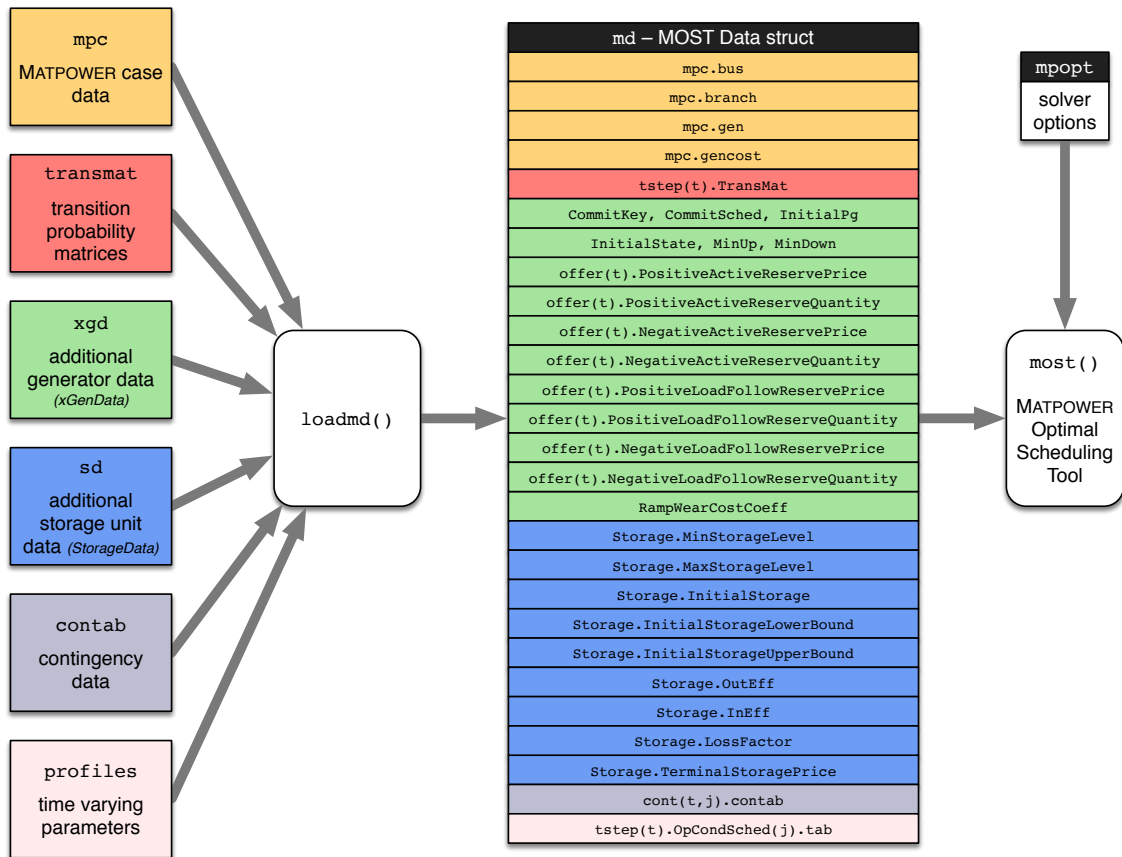 mpc
MATPOWER case
data
transmat
transition
probability
matrices
xgd
additional
generator data
(xGenData)
sd
additional
storage unit
data (StorageData)
contab
contingency
data
profiles
time varying
parameters
loadmd()
md – MOST Data struct
mpc.bus
mpc.branch
mpc.gen
mpc.gencost
tstep(t).TransMat
CommitKey, CommitSched, InitialPg
InitialState, MinUp, MinDown
offer(t).PositiveActiveReservePrice
offer(t).PositiveActiveReserveQuantity
offer(t).NegativeActiveReservePrice
offer(t).NegativeActiveReserveQuantity
offer(t).PositiveLoadFollowReservePrice
offer(t).PositiveLoadFollowReserveQuantity
offer(t).NegativeLoadFollowReservePrice
offer(t).NegativeLoadFollowReserveQuantity
RampWearCostCoeff
Storage.MinStorageLevel
Storage.MaxStorageLevel
Storage.InitialStorage
Storage.InitialStorageLowerBound
Storage.InitialStorageUpperBound
Storage.OutEff
Storage.InEff
Storage.LossFactor
Storage.TerminalStoragePrice
cont(t,j).contab
tstep(t).OpCondSched(j).tab
mpopt
solver
options
most()
MATPOWER
Optimal
Scheduling
Tool